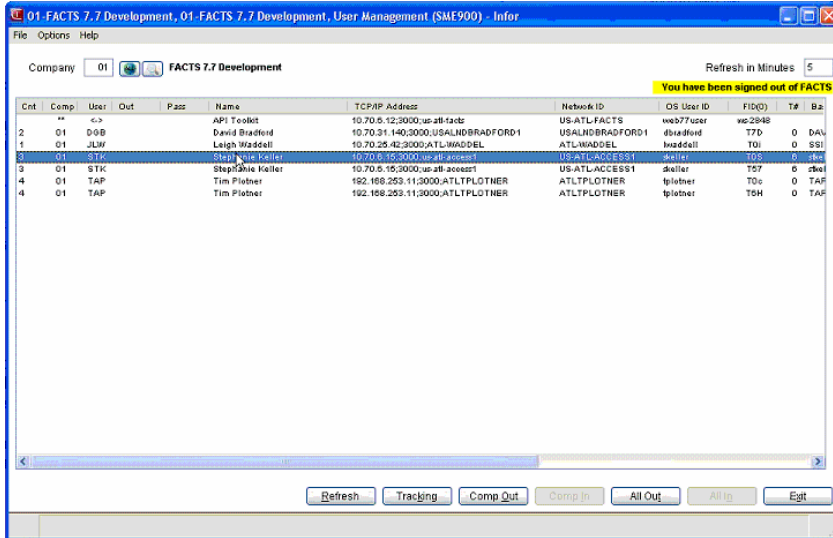 01-FACTS 7.7 Development, 01-FACTS 7.7 Development, User Management (SME900) - Infor
File Options Help
Company 01 FACTS 7.7 Development Refresh in Minutes 5
You have been signed out of FACTS
Cnt Comp User Out Pass Name TCP/IP Address Network ID OS User ID FID(0) T# Ba
** <-> API Toolkit 10.70.5.12;3000;us-atl-facts US-ATL-FACTS web77user ws-2848
2 01 DGB David Bradford 10.70.31.140;3000;USALNDBRADFORD1 USALNDBRADFORD1 dbradford T7D 0 DAV
1 01 JLW Leigh Waddell 10.70.25.42;3000;ATL-WADDEL ATL-WADDEL lwaddell T0i 0 SSI
3 01 STK Stephanie Keller 10.70.6.15;3000;us-atl-access1 US-ATL-ACCESS1 skeller T0S 6 stkel
3 01 STK Stephanie Keller 10.70.6.15;3000;us-atl-access1 US-ATL-ACCESS1 skeller T67 6 stkel
4 01 TAP Tim Plotner 192.168.253.11;3000;ATLTPLOTNER ATLTPLOTNER tplotner T0c 0 TAP
4 01 TAP Tim Plotner 192.168.253.11;3000;ATLTPLOTNER ATLTPLOTNER tplotner T6H 0 TAP
Refresh Tracking Comp Out Comp In All Out All In Exit